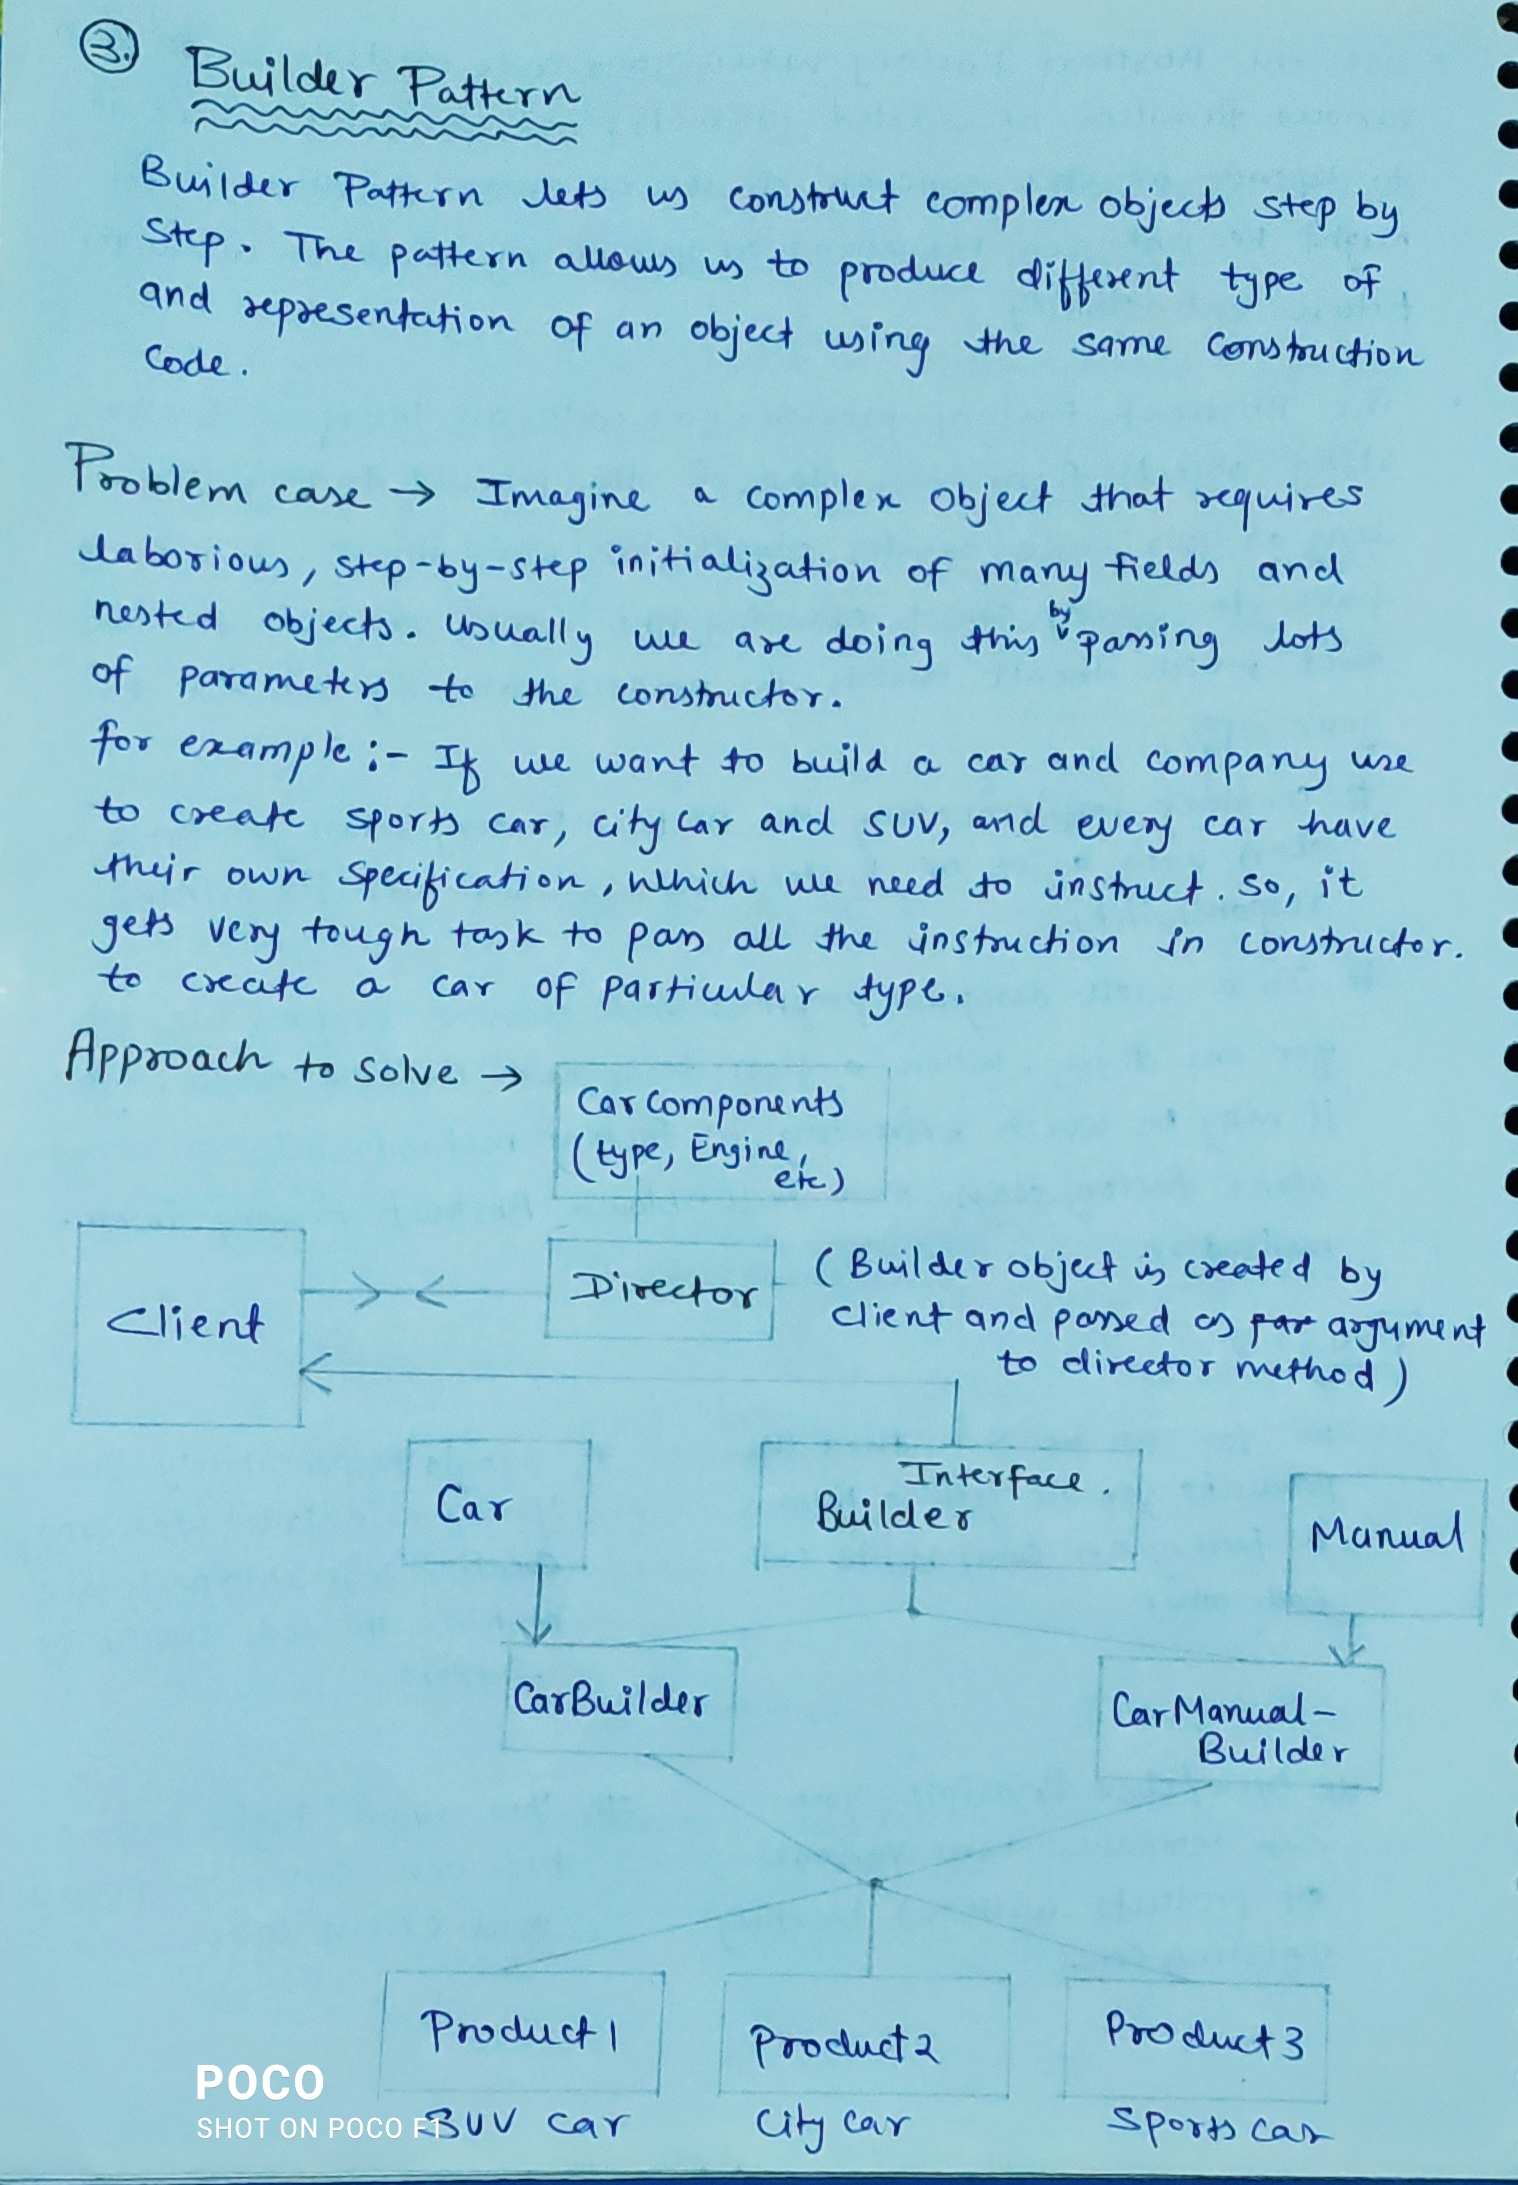 3.
Builder Pattern
Builder Pattern lets us construct complex objects step by
step. The pattern allows us to produce different type of
and representation of an object using the same construction
code.
Problem case → Imagine a complex object that requires
laborious, step-by-step initialization of many fields and
nested objects. Usually we are doing this by passing lots
of parameters to the constructor.
for example :- If we want to build a car and company use
to create sports car, city car and SUV, and every car have
their own specification, which we need to instruct. So, it
gets very tough task to pass all the instruction in constructor.
to create a car of particular type.
Approach to solve →
Car components
(type, Engine,
etc)
Client
Director
(Builder object is created by
client and passed as par argument
to director method)
Car
Interface.
Builder
Manual
CarBuilder
CarManual-
Builder
Product 1
Product 2
Product 3
SUV car
City car
Sports car
POCO
SHOT ON POCO F1